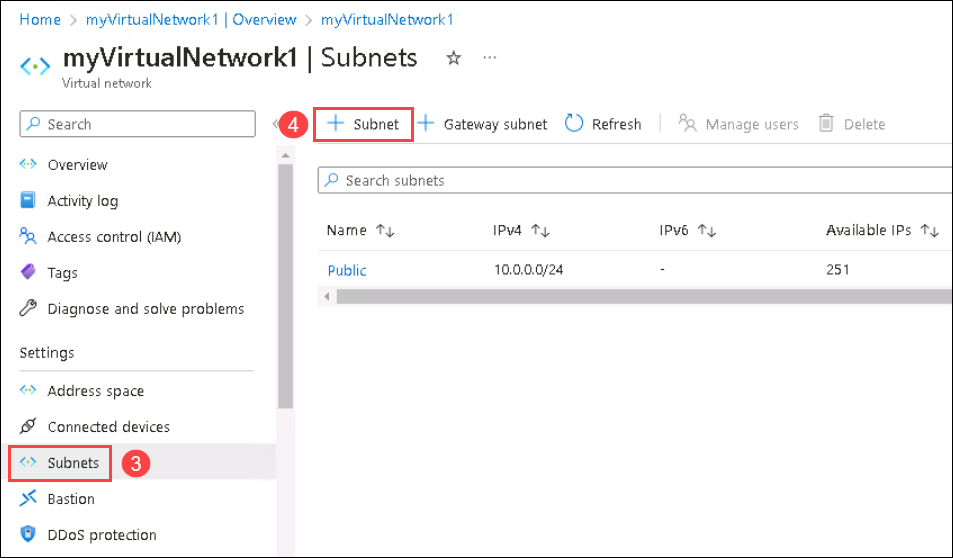 Home > myVirtualNetwork1 | Overview > myVirtualNetwork1
myVirtualNetwork1 | Subnets ☆ ...
Virtual network
Search
«
4
+ Subnet + Gateway subnet Refresh | Manage users Delete
Overview
Activity log
Access control (IAM)
Tags
Diagnose and solve problems
Settings
Address space
Connected devices
Subnets
3
Bastion
DDoS protection
Search subnets
Name ↑↓ IPv4 ↑↓ IPv6 ↑↓ Available IPs ↑↓
Public 10.0.0.0/24 - 251